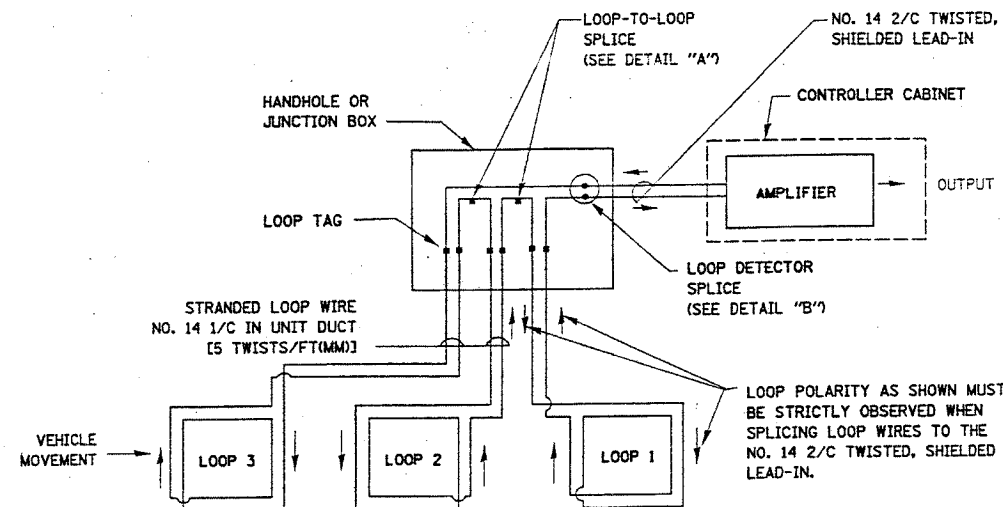 LOOP-TO-LOOP
SPLICE
(SEE DETAIL "A")
NO. 14 2/C TWISTED,
SHIELDED LEAD-IN
HANDHOLE OR
JUNCTION BOX
CONTROLLER CABINET
AMPLIFIER
OUTPUT
LOOP TAG
LOOP DETECTOR
SPLICE
(SEE DETAIL "B")
STRANDED LOOP WIRE
NO. 14 1/C IN UNIT DUCT
[5 TWISTS/FT(MM)]
LOOP POLARITY AS SHOWN MUST
BE STRICTLY OBSERVED WHEN
SPLICING LOOP WIRES TO THE
NO. 14 2/C TWISTED, SHIELDED
LEAD-IN.
VEHICLE
MOVEMENT
LOOP 3
LOOP 2
LOOP 1